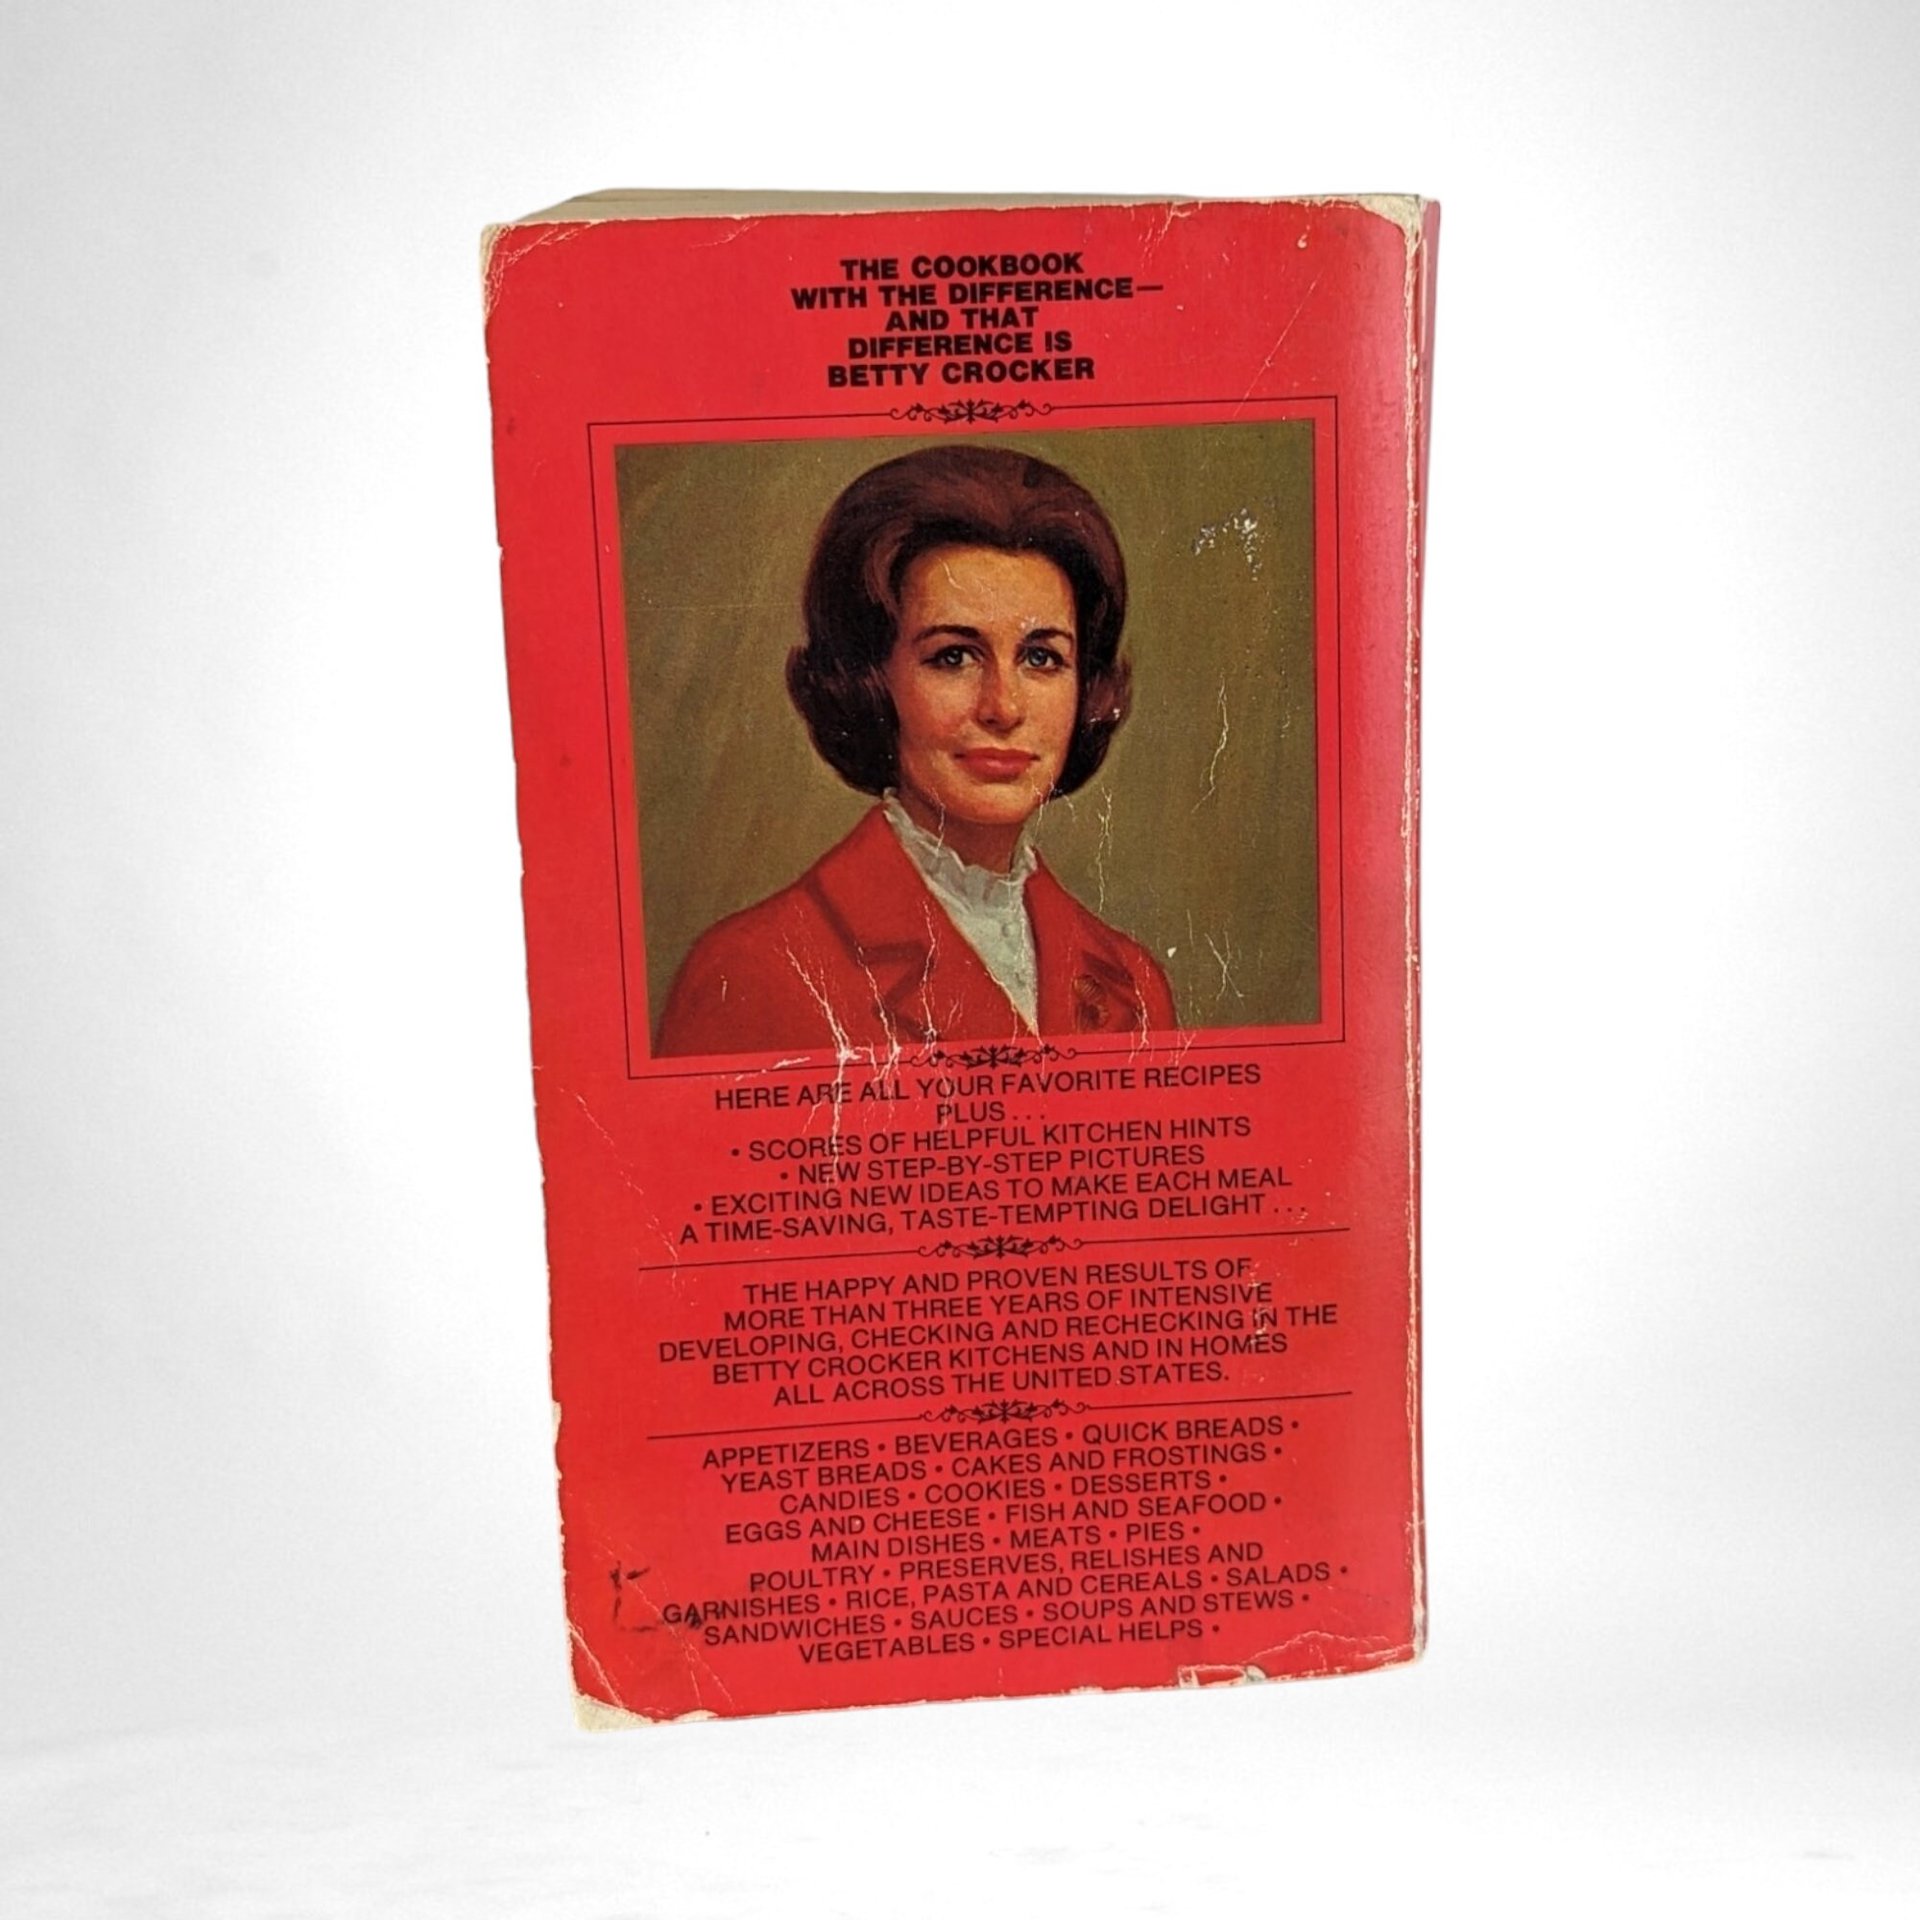 THE COOKBOOK
WITH THE DIFFERENCE—
AND THAT
DIFFERENCE IS
BETTY CROCKER
HERE ARE ALL YOUR FAVORITE RECIPES
PLUS...
• SCORES OF HELPFUL KITCHEN HINTS
• NEW STEP-BY-STEP PICTURES
• EXCITING NEW IDEAS TO MAKE EACH MEAL
A TIME-SAVING, TASTE-TEMPTING DELIGHT...
THE HAPPY AND PROVEN RESULTS OF
MORE THAN THREE YEARS OF INTENSIVE
DEVELOPING, CHECKING AND RECHECKING IN THE
BETTY CROCKER KITCHENS AND IN HOMES
ALL ACROSS THE UNITED STATES.
APPETIZERS • BEVERAGES • QUICK BREADS •
YEAST BREADS • CAKES AND FROSTINGS •
CANDIES • COOKIES • DESSERTS •
EGGS AND CHEESE • FISH AND SEAFOOD •
MAIN DISHES • MEATS • PIES •
POULTRY • PRESERVES, RELISHES AND
GARNISHES • RICE, PASTA AND CEREALS • SALADS •
SANDWICHES • SAUCES • SOUPS AND STEWS •
VEGETABLES • SPECIAL HELPS •